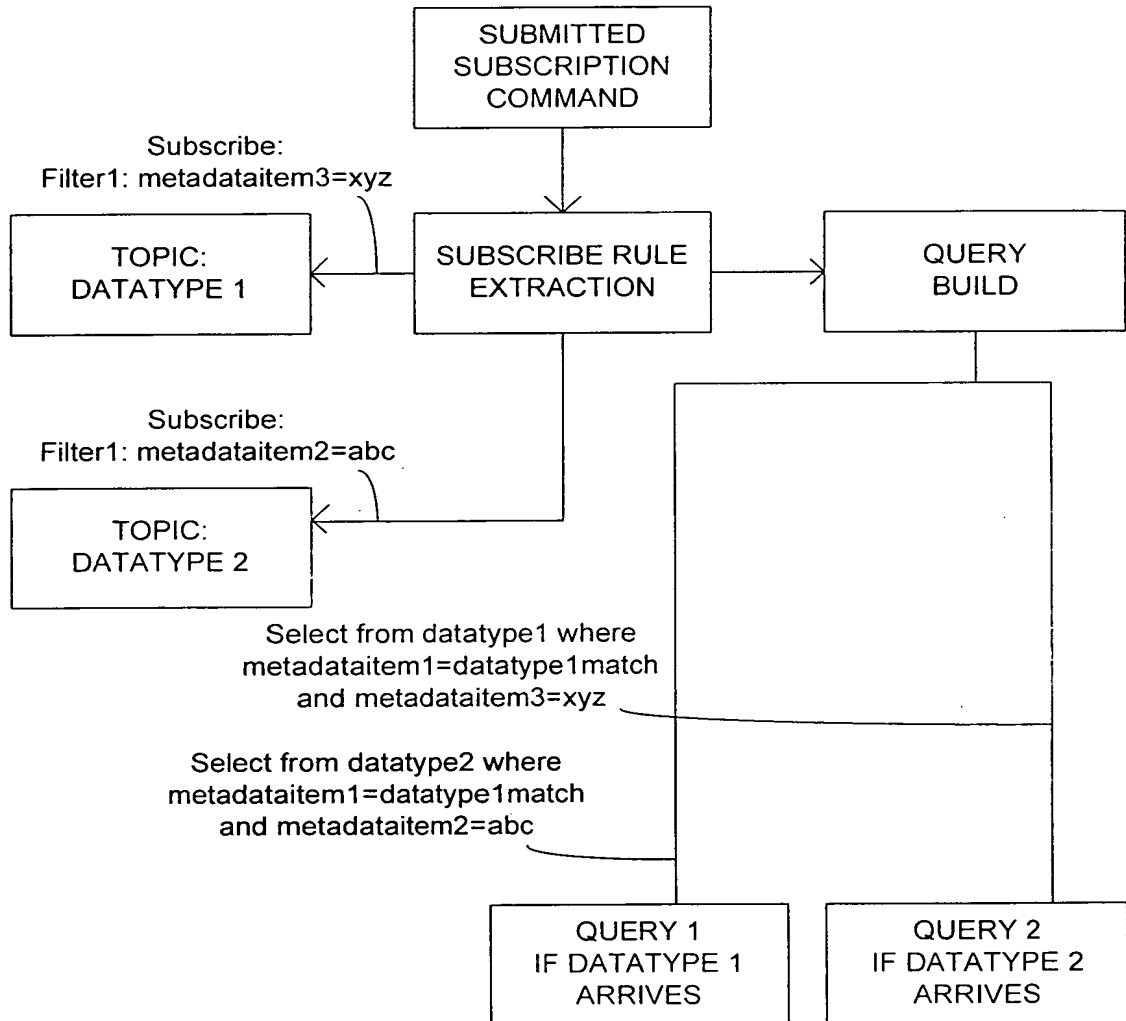 SUBMITTED
SUBSCRIPTION
COMMAND
Subscribe:
Filter1: metadataitem3=xyz
TOPIC:
DATATYPE 1
SUBSCRIBE RULE
EXTRACTION
QUERY
BUILD
Subscribe:
Filter1: metadataitem2=abc
TOPIC:
DATATYPE 2
Select from datatype1 where
metadataitem1=datatype1match
and metadataitem3=xyz
Select from datatype2 where
metadataitem1=datatype1match
and metadataitem2=abc
QUERY 1
IF DATATYPE 1
ARRIVES
QUERY 2
IF DATATYPE 2
ARRIVES